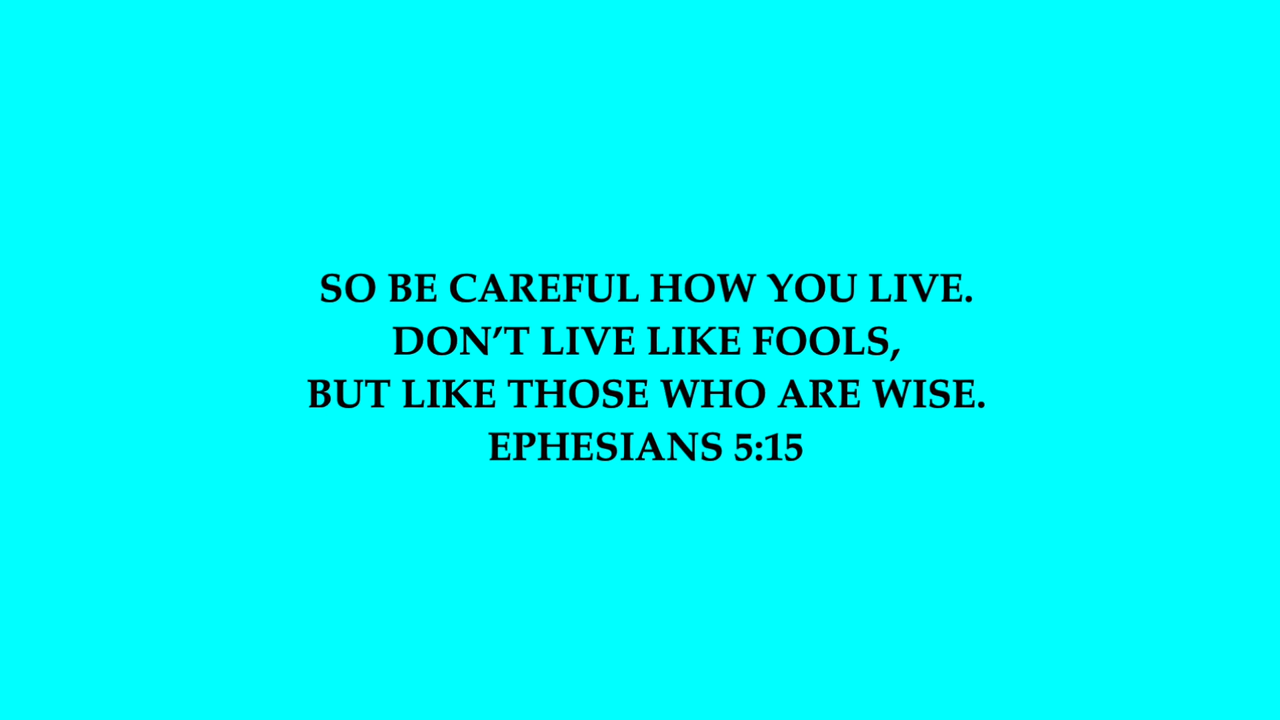 SO BE CAREFUL HOW YOU LIVE.
DON’T LIVE LIKE FOOLS,
BUT LIKE THOSE WHO ARE WISE.
EPHESIANS 5:15